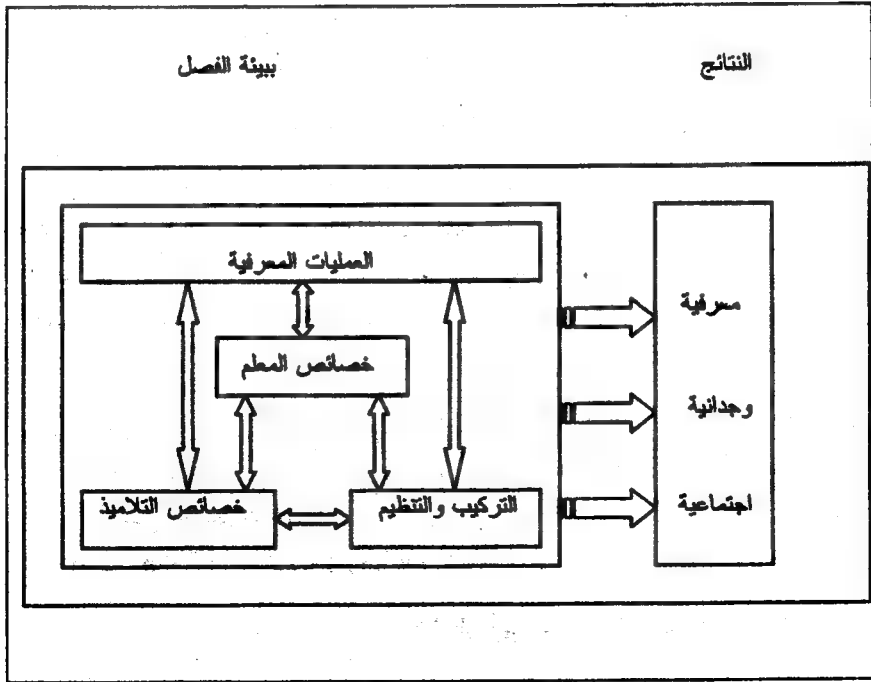 النتائج
ببيئة الفصل
العمليات المعرفية
معرفية
خصائص المعلم
وجدانية
التركيب والتنظيم
خصائص التلاميذ
اجتماعية